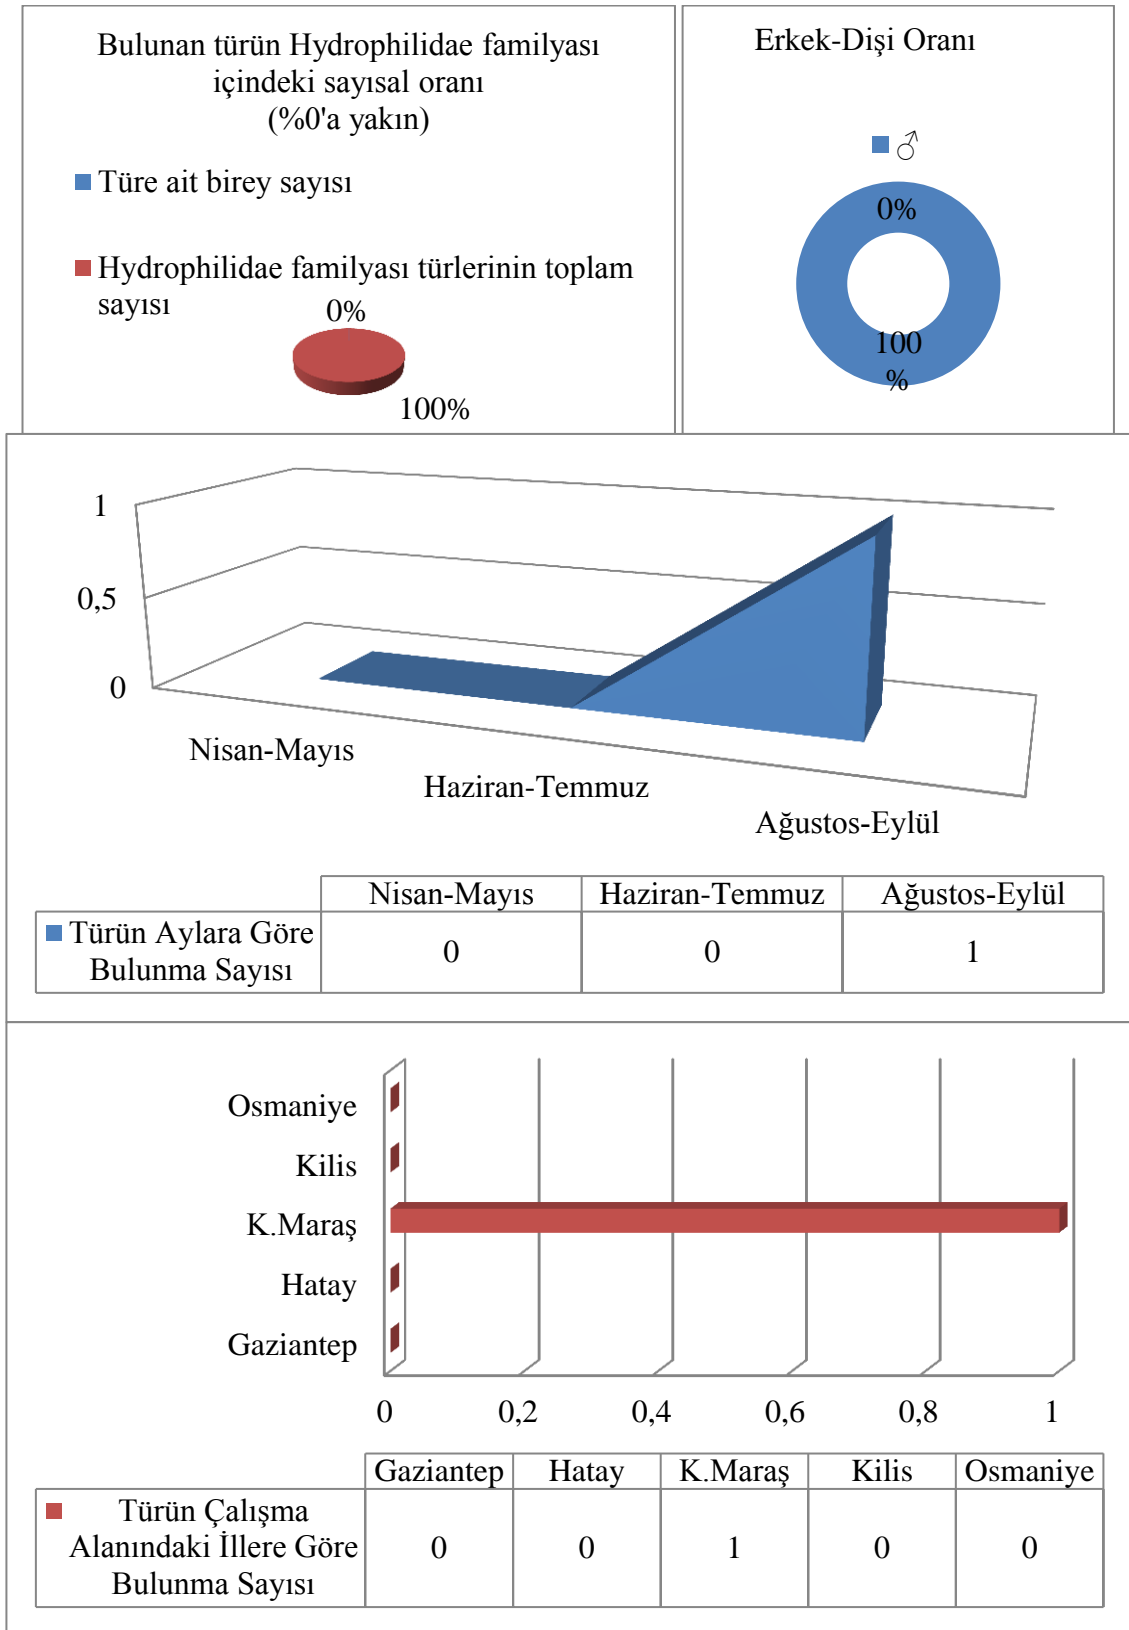 Bulunan türün Hydrophilidae familyası
içindeki sayısal oranı
(%0'a yakın)
Türe ait birey sayısı
Hydrophilidae familyası türlerinin toplam
sayısı
0%
100%
Erkek-Dişi Oranı
♂
0%
100
%
1
0,5
0
Nisan-Mayıs
Haziran-Temmuz
Ağustos-Eylül
Nisan-Mayıs Haziran-Temmuz Ağustos-Eylül
Türün Aylara Göre
Bulunma Sayısı
0 0 1
Osmaniye
Kilis
K.Maraş
Hatay
Gaziantep
0 0,2 0,4 0,6 0,8 1
Gaziantep Hatay K.Maraş Kilis Osmaniye
Türün Çalışma
Alanındaki İllere Göre
Bulunma Sayısı
0 0 1 0 0